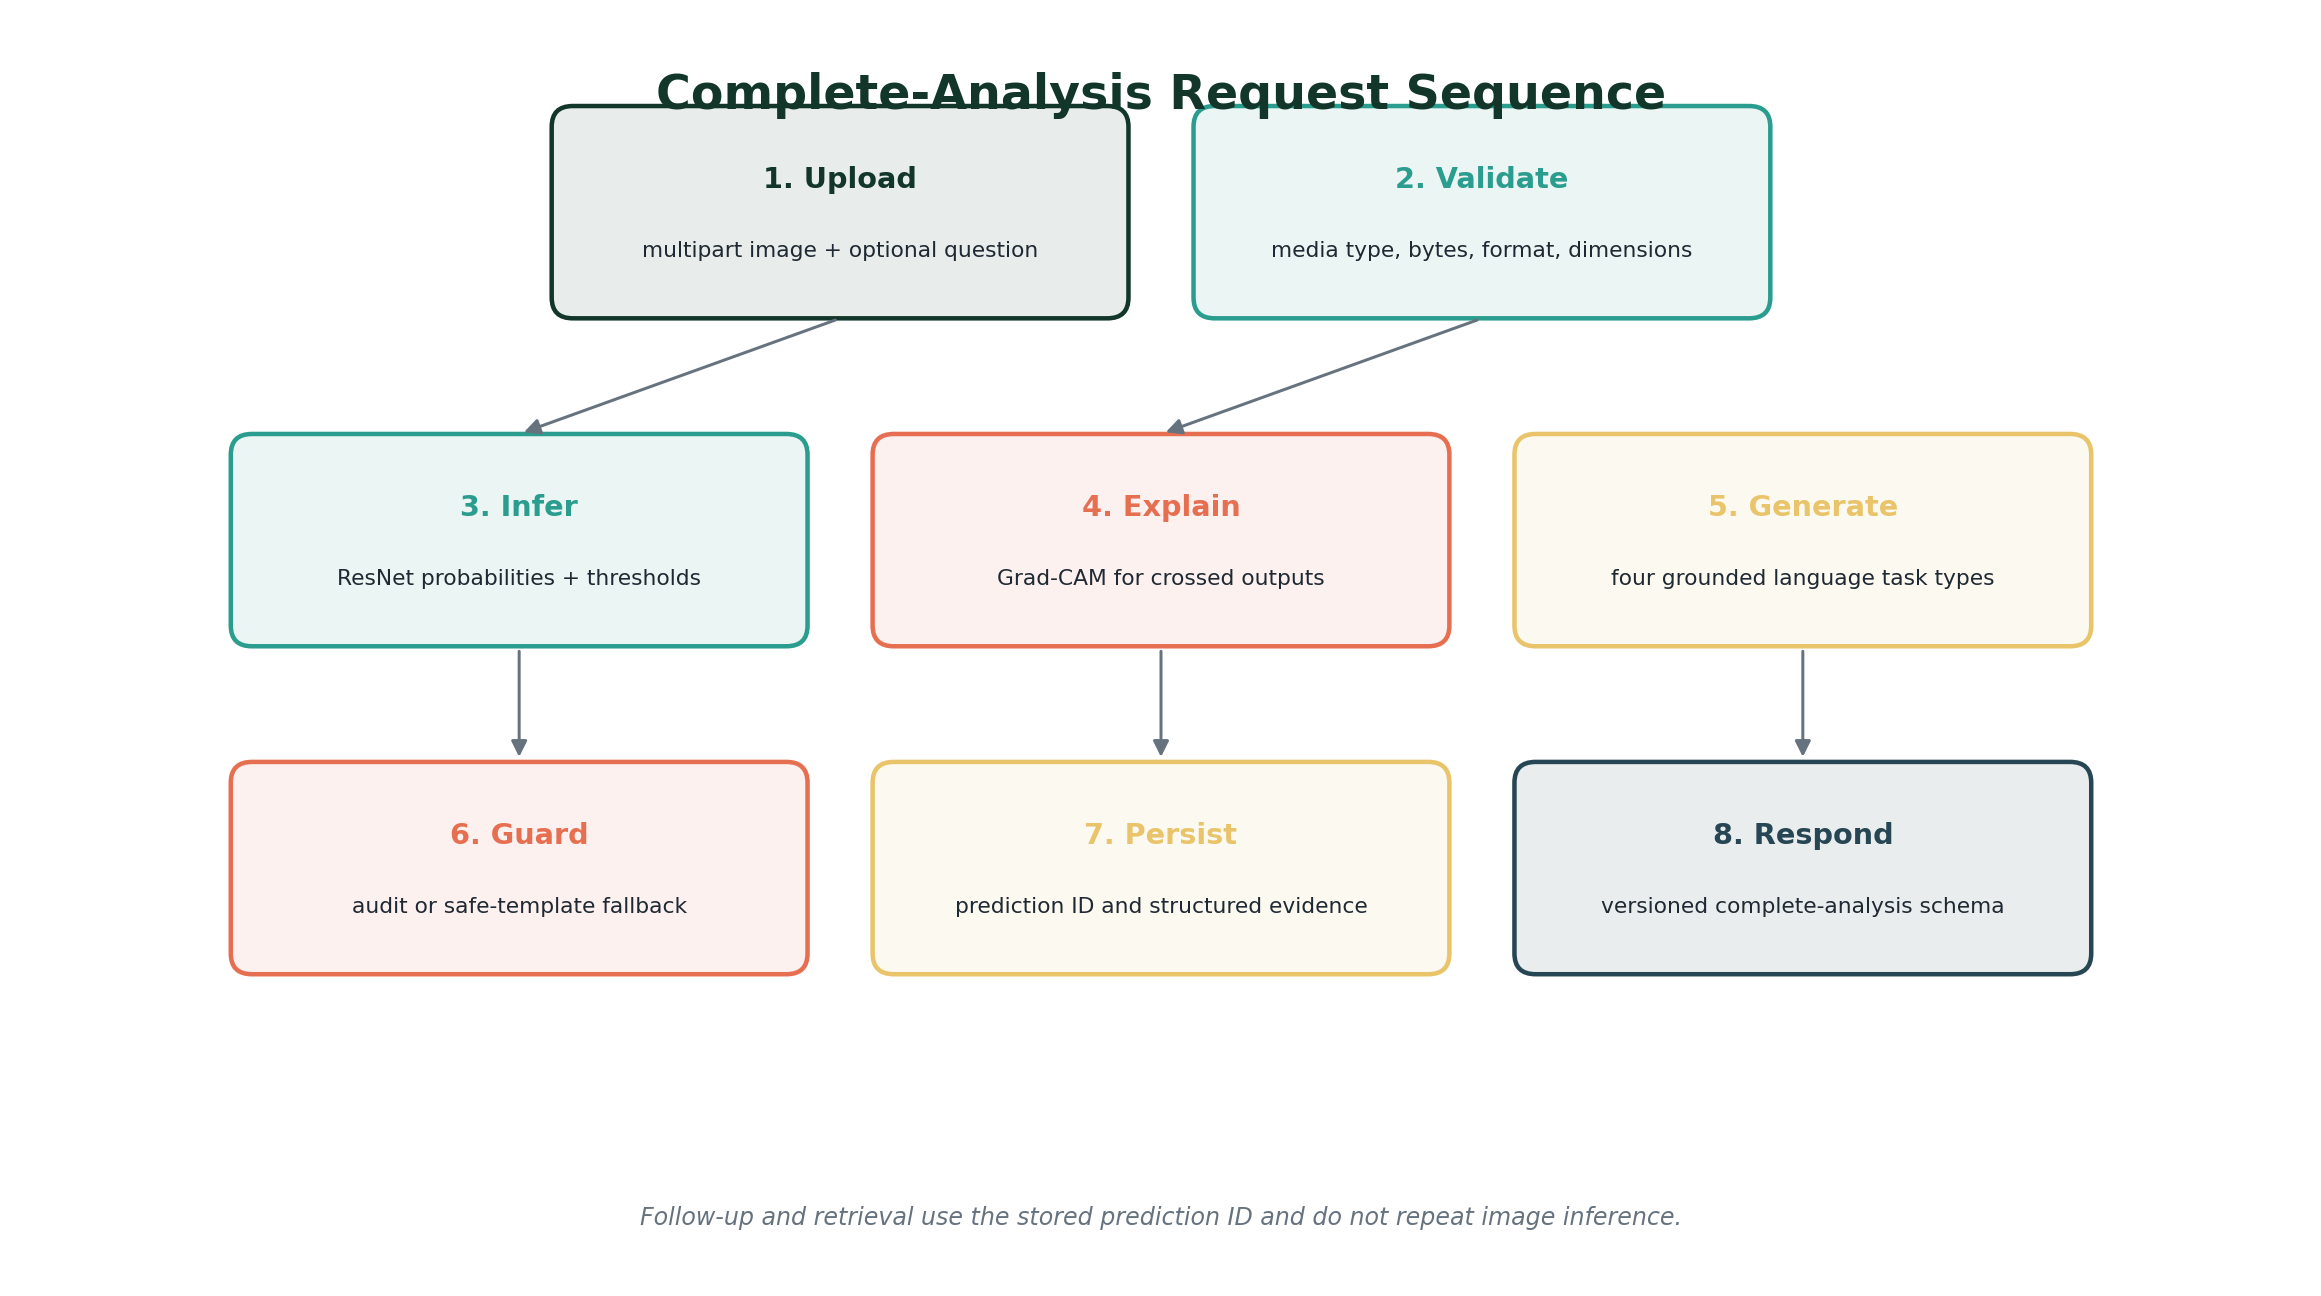 Complete-Analysis Request Sequence
1. Upload
multipart image + optional question
2. Validate
media type, bytes, format, dimensions
3. Infer
ResNet probabilities + thresholds
4. Explain
Grad-CAM for crossed outputs
5. Generate
four grounded language task types
6. Guard
audit or safe-template fallback
7. Persist
prediction ID and structured evidence
8. Respond
versioned complete-analysis schema
Follow-up and retrieval use the stored prediction ID and do not repeat image inference.